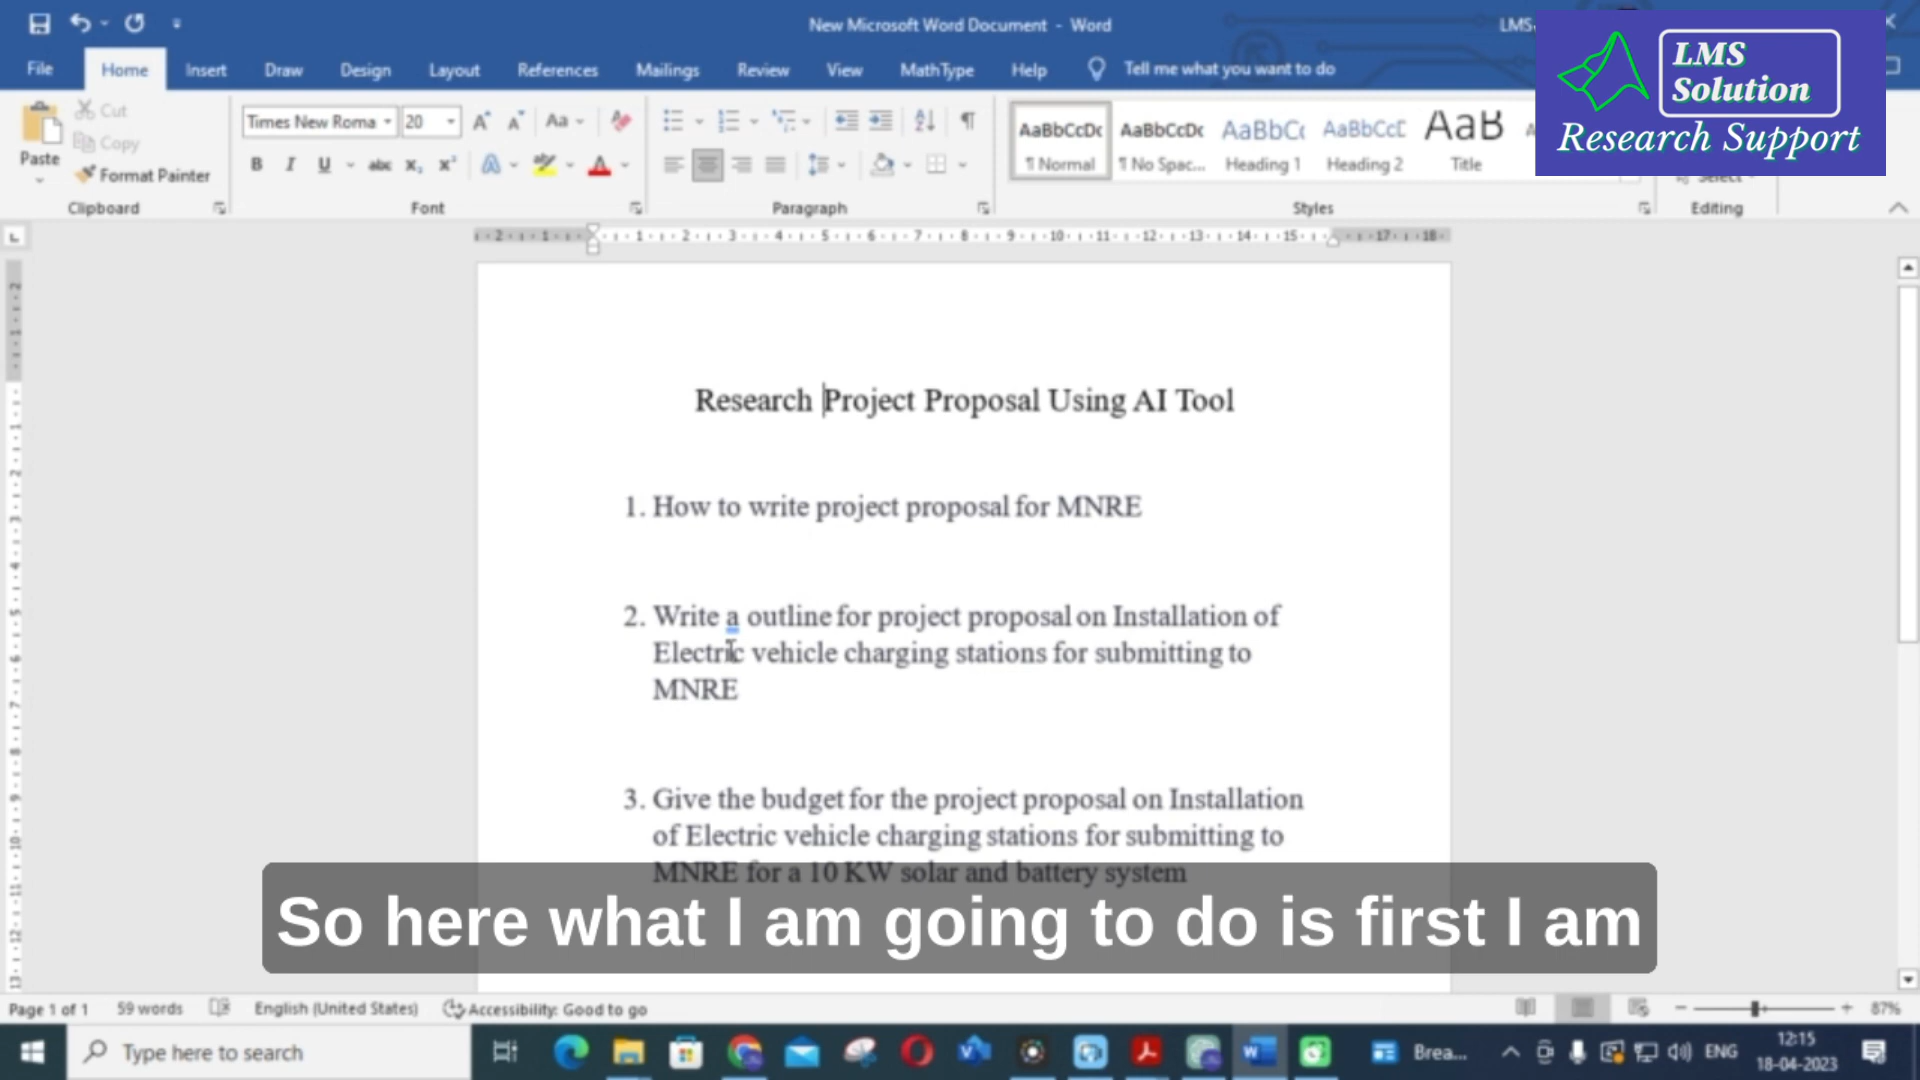 New Microsoft Word Document - Word
LMS
LMS
Solution
Research Support
File Home Insert Draw Design Layout References Mailings Review View MathType Help Tell me what you want to do
Paste
Cut
Copy
Format Painter
Clipboard
Times New Roma 20
Font
Paragraph
AaBbCcDc AaBbCcDc AaBbCc AaBbCcD AaB
¶ Normal ¶ No Spac... Heading 1 Heading 2 Title
Styles
Select
Editing
Research Project Proposal Using AI Tool
1. How to write project proposal for MNRE
2. Write a outline for project proposal on Installation of
Electric vehicle charging stations for submitting to
MNRE
3. Give the budget for the project proposal on Installation
of Electric vehicle charging stations for submitting to
MNRE for a 10 KW solar and battery system
So here what I am going to do is first I am
Page 1 of 1 59 words English (United States) Accessibility: Good to go 87%
Type here to search
Brea... ENG
12:15
18-04-2023